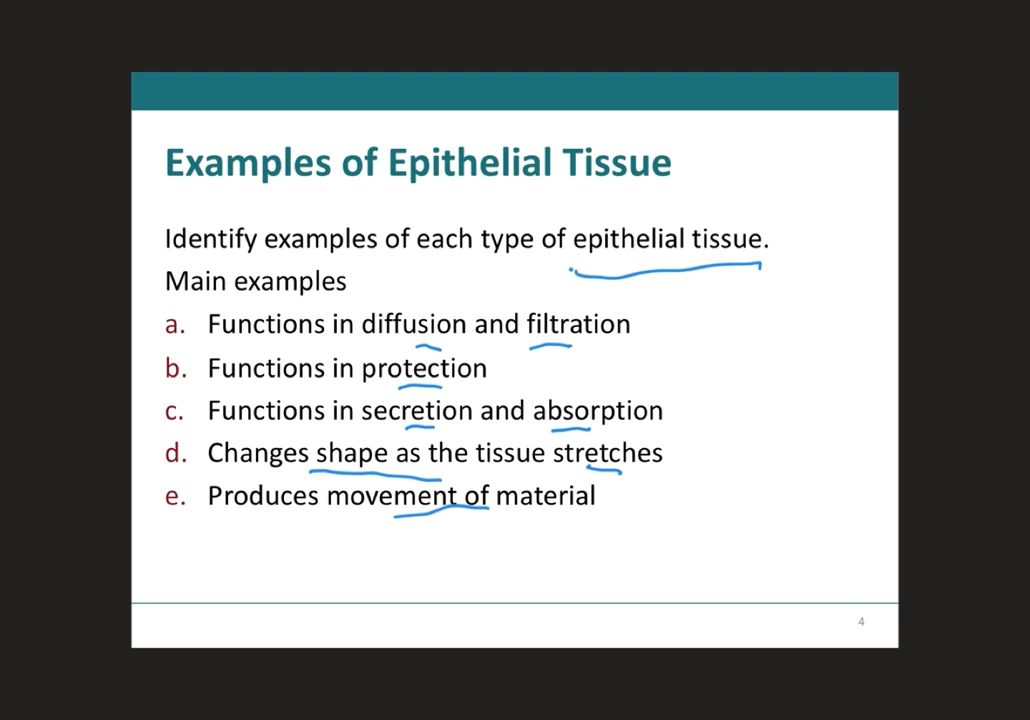 Examples of Epithelial Tissue
Identify examples of each type of epithelial tissue.
Main examples
a. Functions in diffusion and filtration
b. Functions in protection
c. Functions in secretion and absorption
d. Changes shape as the tissue stretches
e. Produces movement of material
4